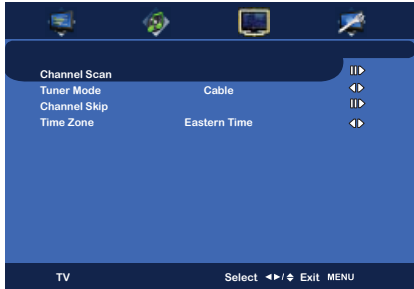 Channel Scan
Tuner Mode Cable
Channel Skip
Time Zone Eastern Time
TV Select ◄►/♦ Exit MENU